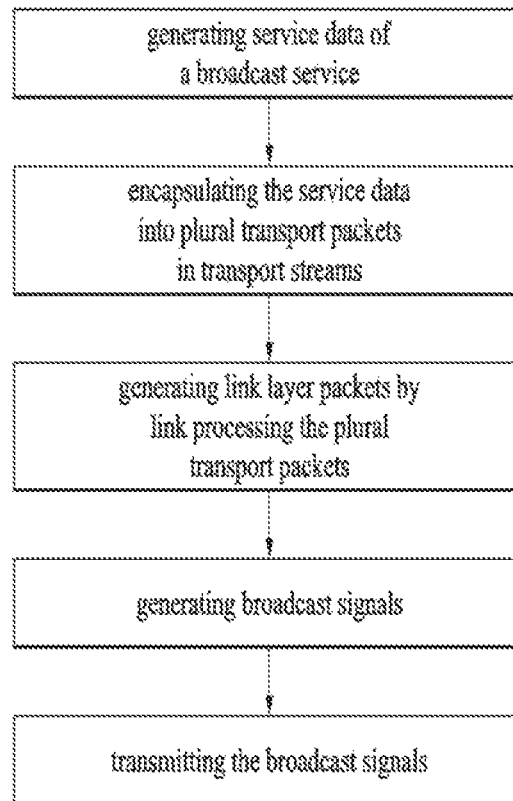 generating service data of
a broadcast service
encapsulating the service data
into plural transport packets
in transport streams
generating link layer packets by
link processing the plural
transport packets
generating broadcast signals
transmitting the broadcast signals